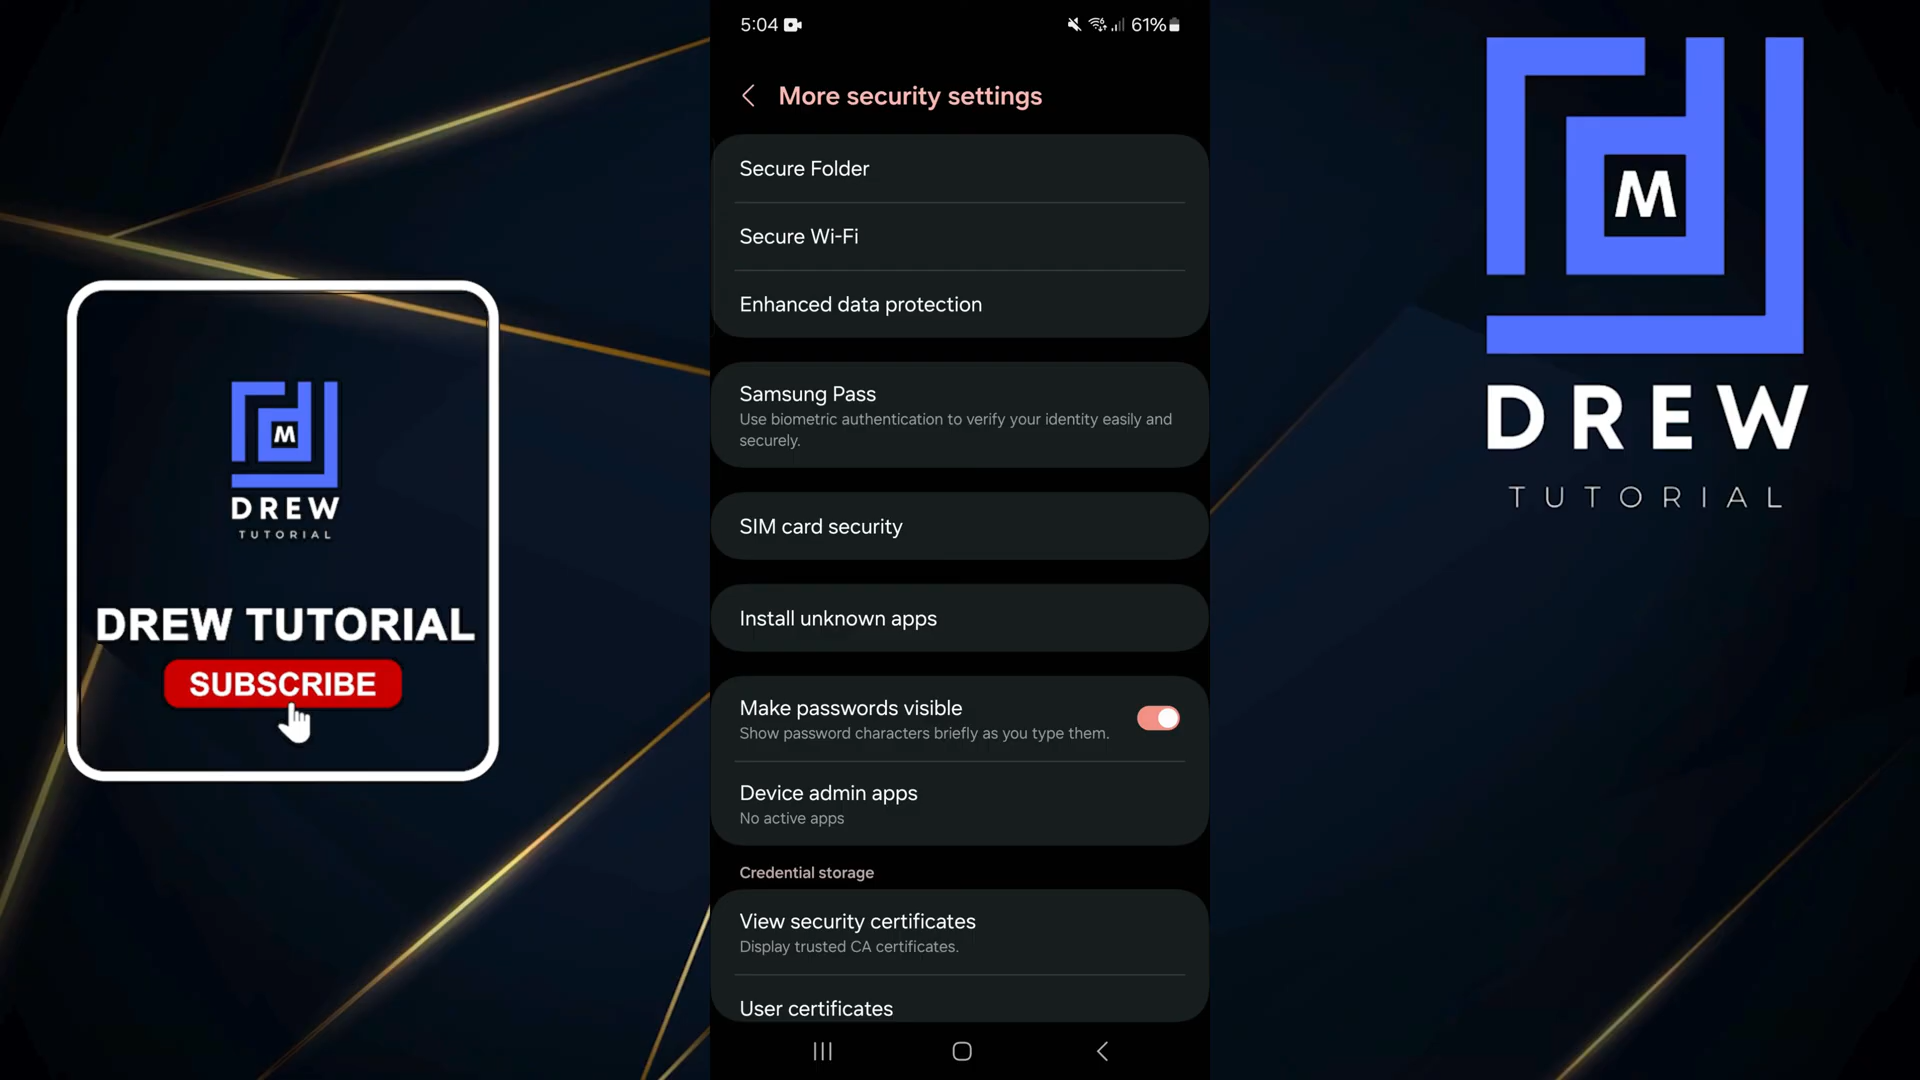 5:04
61%
More security settings
Secure Folder
Secure Wi-Fi
Enhanced data protection
Samsung Pass
Use biometric authentication to verify your identity easily and
securely.
SIM card security
Install unknown apps
Make passwords visible
Show password characters briefly as you type them.
Device admin apps
No active apps
Credential storage
View security certificates
Display trusted CA certificates.
User certificates
M
DREW
TUTORIAL
DREW TUTORIAL
SUBSCRIBE
M
DREW
TUTORIAL